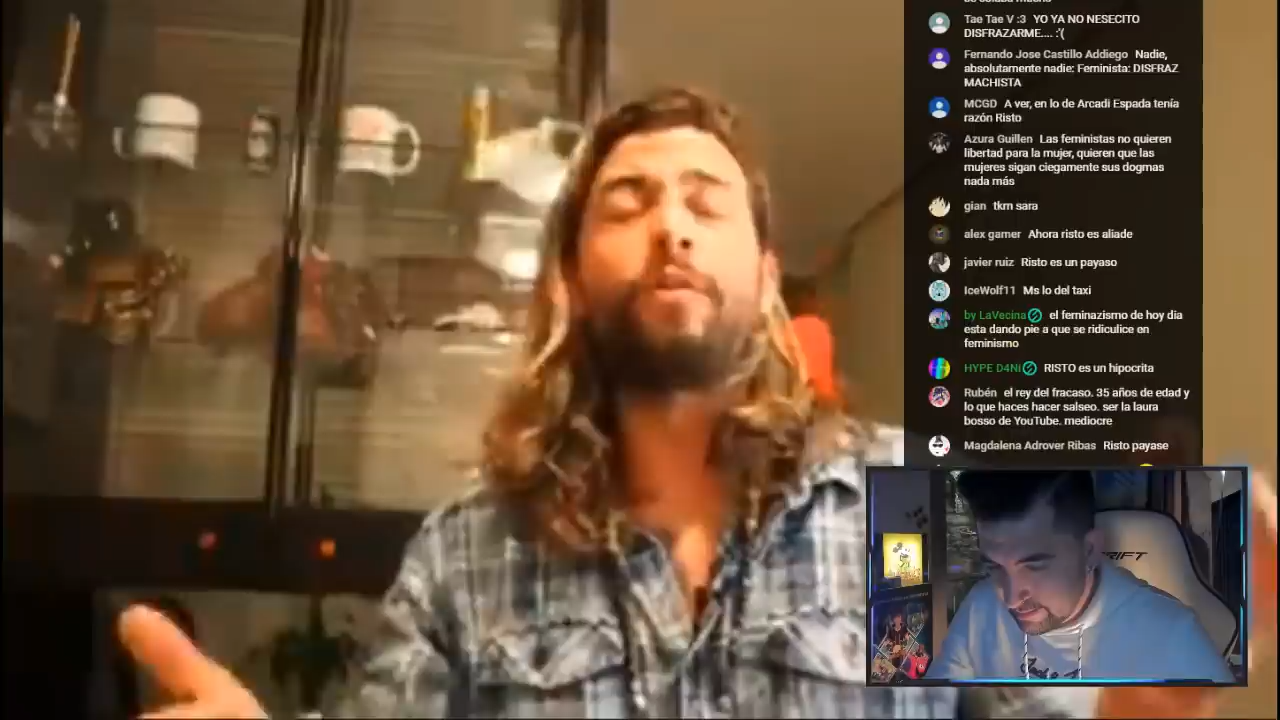 Tae Tae V :3 YO YA NO NESECITO
DISFRAZARME.... :'(
Fernando Jose Castillo Addiego Nadie,
absolutamente nadie: Feminista: DISFRAZ
MACHISTA
MCGD A ver, en lo de Arcadi Espada tenía
razón Risto
Azura Guillen Las feministas no quieren
libertad para la mujer, quieren que las
mujeres sigan ciegamente sus dogmas
nada más
gian tkm sara
alex gamer Ahora risto es aliade
javier ruiz Risto es un payaso
IceWolf11 Ms lo del taxi
by LaVecina el feminazismo de hoy dia
esta dando pie a que se ridiculice en
feminismo
HYPE D4Ni RISTO es un hipocrita
Rubén el rey del fracaso. 35 años de edad y
lo que haces hacer salseo. ser la laura
bosso de YouTube. mediocre
Magdalena Adrover Ribas Risto payase